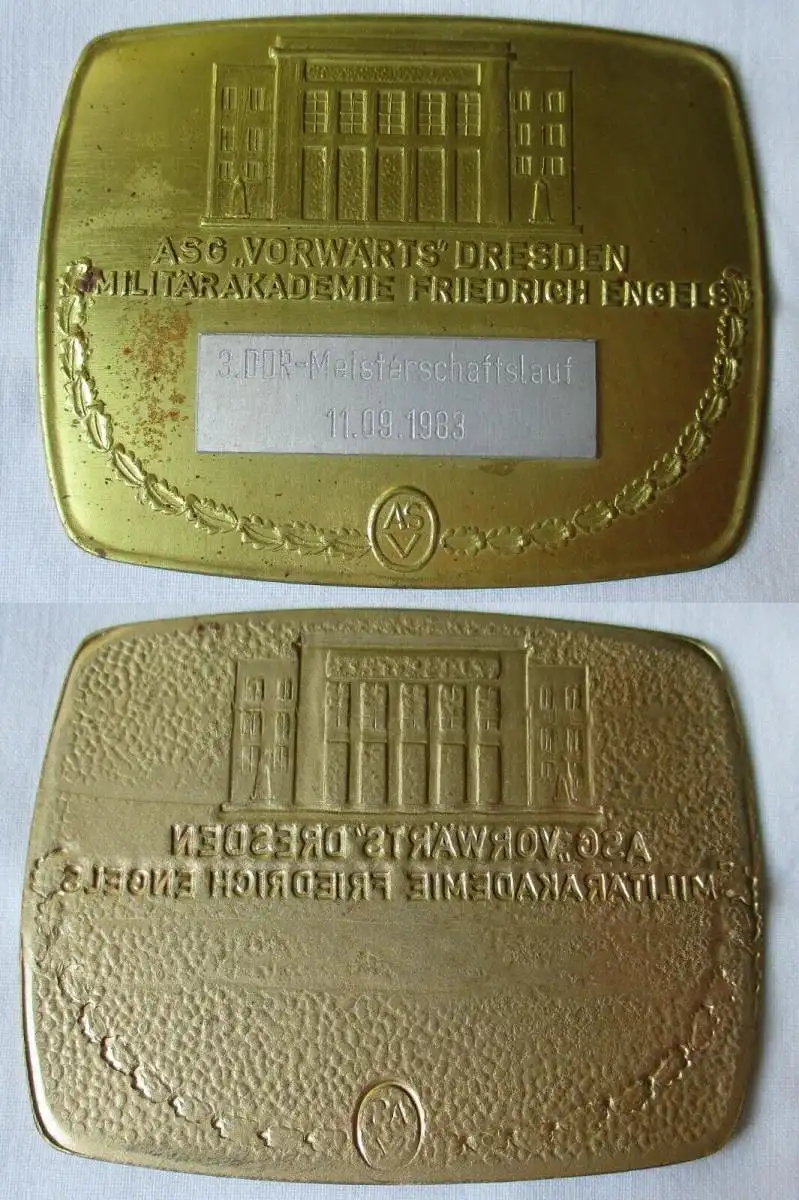 ASG „VORWÄRTS" DRESDEN
MILITÄRAKADEMIE FRIEDRICH ENGELS
3.DDR-Meisterschaftslauf
11.09.1983
ASV
ASG „VORWÄRTS" DRESDEN
MILITÄRAKADEMIE FRIEDRICH ENGELS
ASV